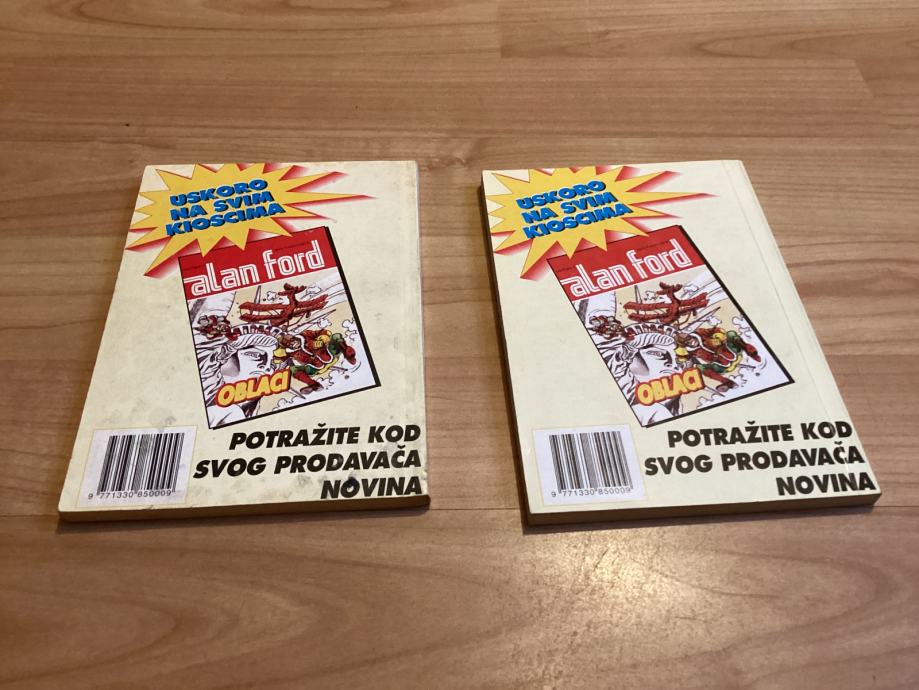 USKORO
NA SVIM
KIOSCIMA
alan ford
OBLACI
POTRAŽITE KOD
SVOG PRODAVAČA
NOVINA
9 771330 850009
USKORO
NA SVIM
KIOSCIMA
alan ford
OBLACI
POTRAŽITE KOD
SVOG PRODAVAČA
NOVINA
9 771330 850009